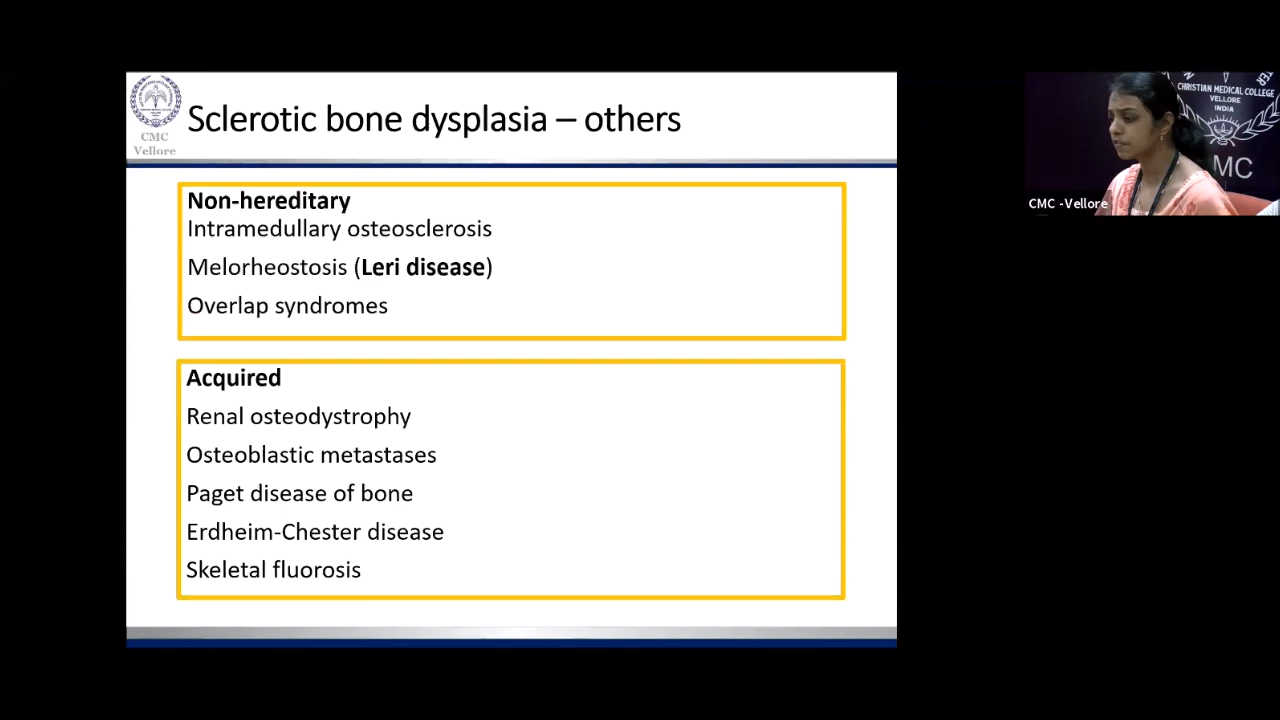 CMC
Vellore
Sclerotic bone dysplasia – others
Non-hereditary
Intramedullary osteosclerosis
Melorheostosis (Leri disease)
Overlap syndromes
Acquired
Renal osteodystrophy
Osteoblastic metastases
Paget disease of bone
Erdheim-Chester disease
Skeletal fluorosis
CHRISTIAN MEDICAL COLLEGE
VELLORE
INDIA
MC
CMC -Vellore